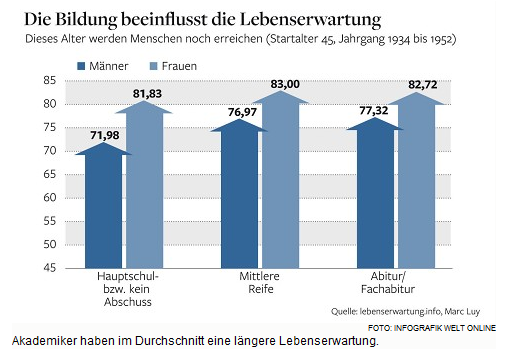 Die Bildung beeinflusst die Lebenserwartung
Dieses Alter werden Menschen noch erreichen (Startalter 45, Jahrgang 1934 bis 1952)
Männer Frauen
85
80
75
70
65
60
55
50
45
71,98
81,83
76,97
83,00
77,32
82,72
Hauptschul-
bzw. kein
Abschuss
Mittlere
Reife
Abitur/
Fachabitur
Quelle: lebenserwartung.info, Marc Luy
FOTO: INFOGRAFIK WELT ONLINE
Akademiker haben im Durchschnitt eine längere Lebenserwartung.